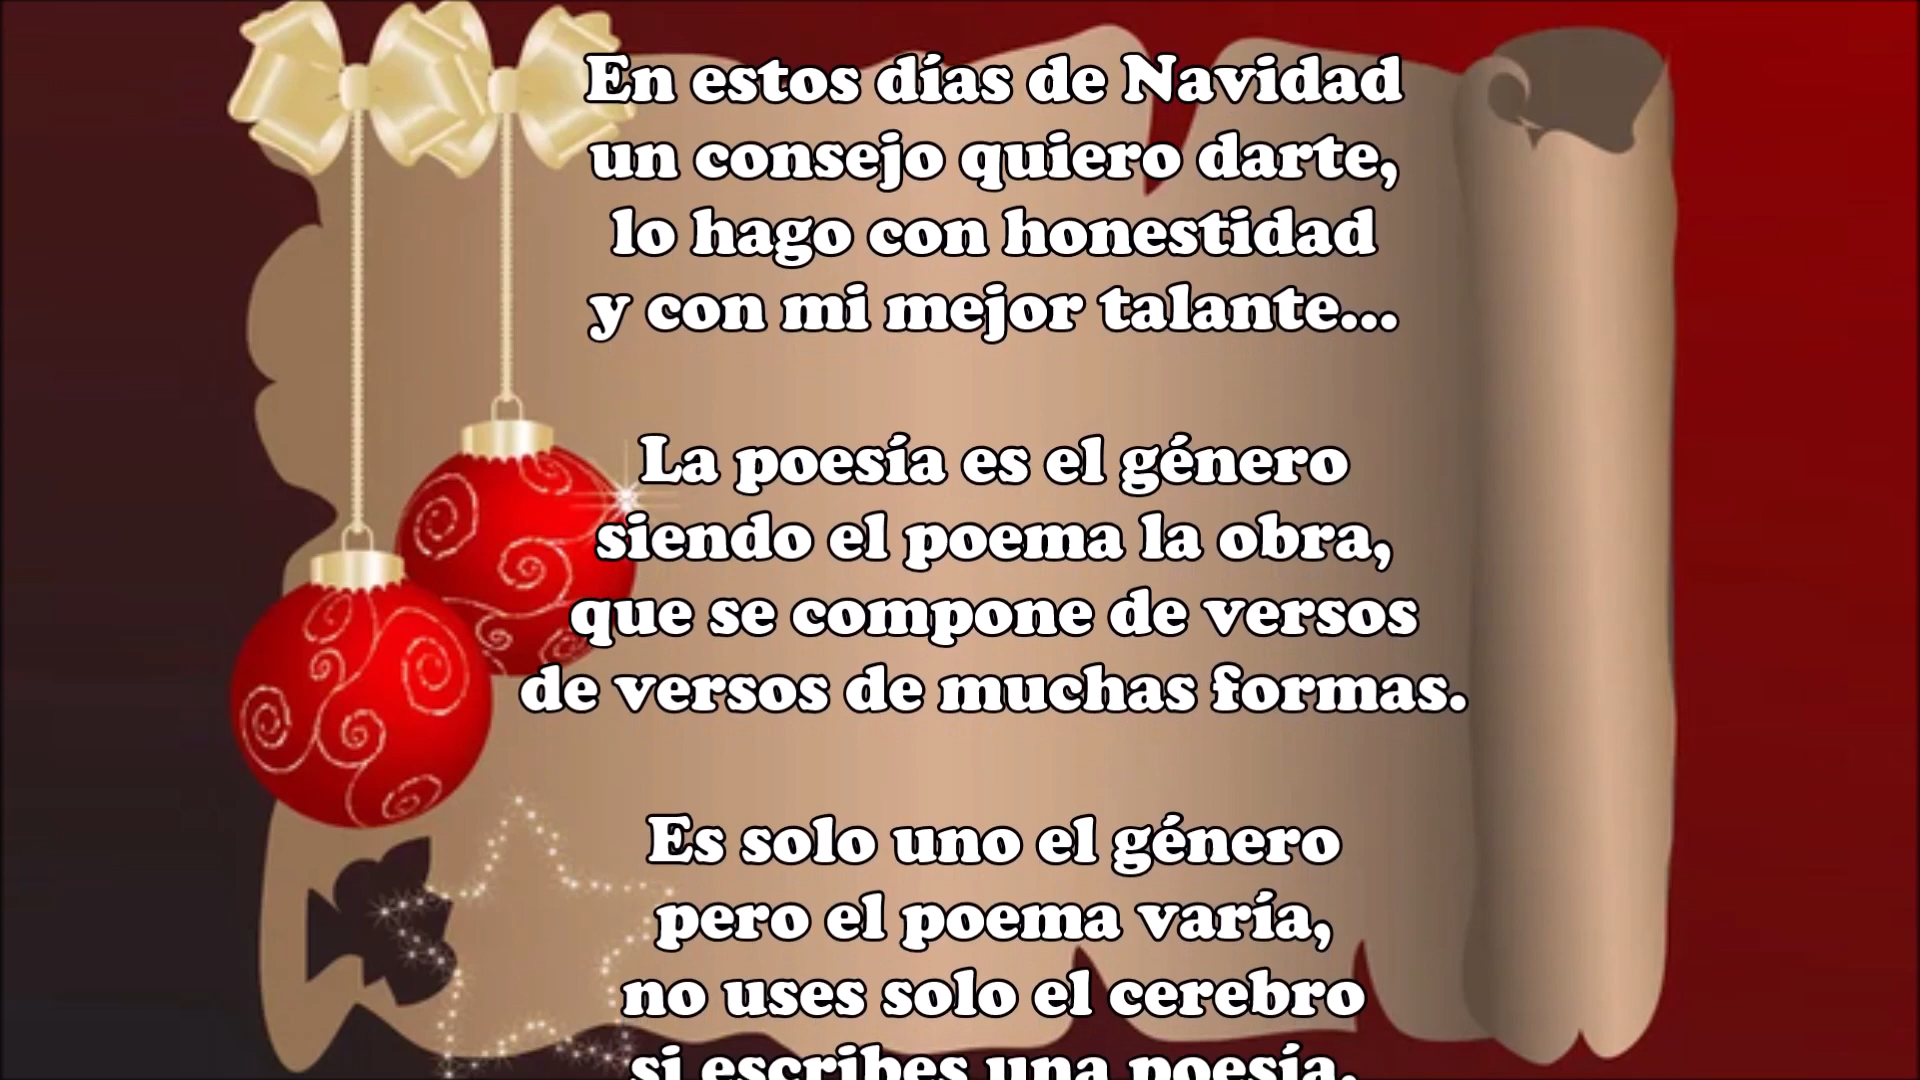 En estos días de Navidad
un consejo quiero darte,
lo hago con honestidad
y con mi mejor talante...
La poesía es el género
siendo el poema la obra,
que se compone de versos
de versos de muchas formas.
Es solo uno el género
pero el poema varía,
no uses solo el cerebro
si escribes una poesía.